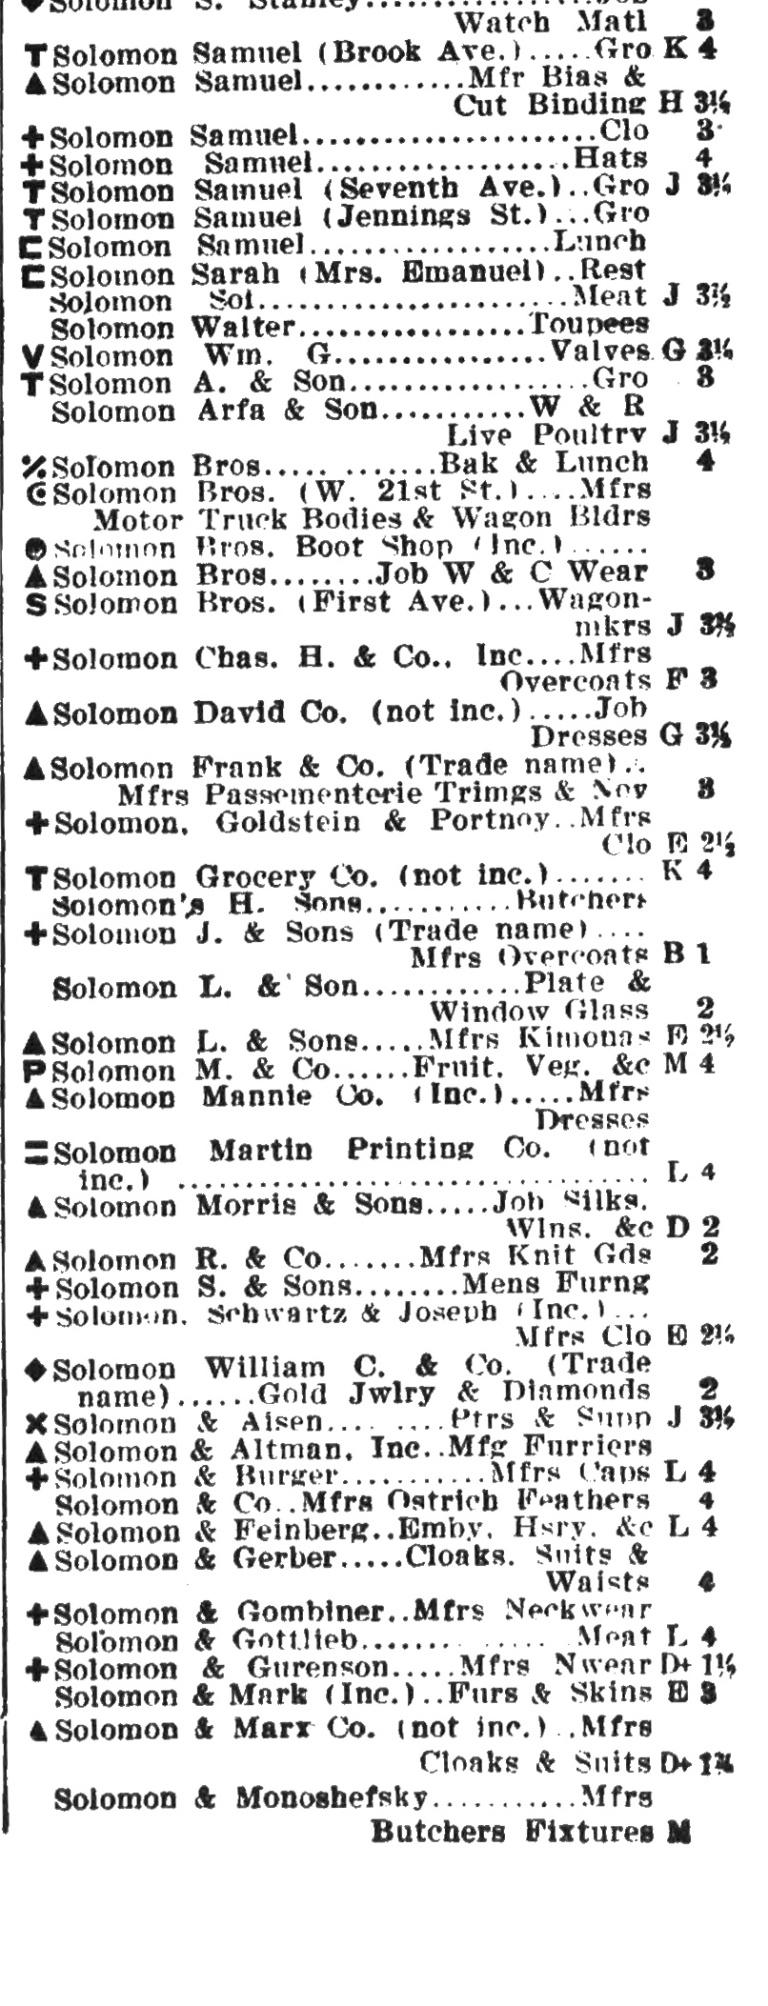 ◆Solomon S. Stanley............Job
Watch Matl 3
T Solomon Samuel (Brook Ave.).....Gro K 4
▲Solomon Samuel............Mfr Bias &
Cut Binding H 3½
✚Solomon Samuel......................Clo 3
✚Solomon Samuel...................Hats 4
T Solomon Samuel (Seventh Ave.)..Gro J 3½
T Solomon Samuel (Jennings St.)...Gro
⊏Solomon Samuel..................Lunch
⊏Solomon Sarah (Mrs. Emanuel)..Rest
Solomon Sol.......................Meat J 3½
Solomon Walter.................Toupees
V Solomon Wm. G................Valves G 3½
T Solomon A. & Son..................Gro 3
Solomon Arfa & Son...........W & R
Live Poultry J 3½
Solomon Bros..... .......Bak & Lunch 4
Solomon Bros. (W. 21st St.)....Mfrs
Motor Truck Bodies & Wagon Bldrs
Solomon Bros. Boot Shop (Inc.)......
▲Solomon Bros........Job W & C Wear 3
S Solomon Bros. (First Ave.)...Wagon-
mkrs J 3½
✚Solomon Chas. H. & Co., Inc....Mfrs
Overcoats F 3
▲Solomon David Co. (not inc.).....Job
Dresses G 3½
▲Solomon Frank & Co. (Trade name)..
Mfrs Passementerie Trimgs & Nov 3
✚Solomon, Goldstein & Portnoy..Mfrs
Clo E 2½
T Solomon Grocery Co. (not inc.)....... K 4
Solomon's H. Sons...........Butchers
✚Solomon J. & Sons (Trade name)....
Mfrs Overcoats B 1
Solomon L. & Son............Plate &
Window Glass 2
▲Solomon L. & Sons.....Mfrs Kimonas E 2½
P Solomon M. & Co......Fruit, Veg. &c M 4
▲Solomon Mannie Co. (Inc.).....Mfrs
Dresses
=Solomon Martin Printing Co. (not
inc.) .................................. L 4
▲Solomon Morris & Sons.....Job Silks,
Wlns. &c D 2
▲Solomon R. & Co.......Mfrs Knit Gds 2
✚Solomon S. & Sons........Mens Furng
✚Solomon, Schwartz & Joseph (Inc.)...
Mfrs Clo E 2½
◆Solomon William C. & Co. (Trade
name)......Gold Jwlry & Diamonds 2
✕Solomon & Aisen.... ....Ptrs & Supp J 3½
▲Solomon & Altman, Inc..Mfg Furriers
✚Solomon & Burger...........Mfrs Caps L 4
Solomon & Co..Mfrs Ostrich Feathers 4
▲Solomon & Feinberg..Emby, Hsry, &c L 4
▲Solomon & Gerber.....Cloaks, Suits &
Waists 4
✚Solomon & Gombiner..Mfrs Neckwear
Solomon & Gottlieb........ ...... Meat L 4
✚Solomon & Gurenson.....Mfrs Nwear D+ 1½
Solomon & Mark (Inc.)..Furs & Skins E 3
▲Solomon & Marx Co. (not inc.)..Mfrs
Cloaks & Suits D+
Solomon & Monoshefsky...........Mfrs
Butchers Fixtures M